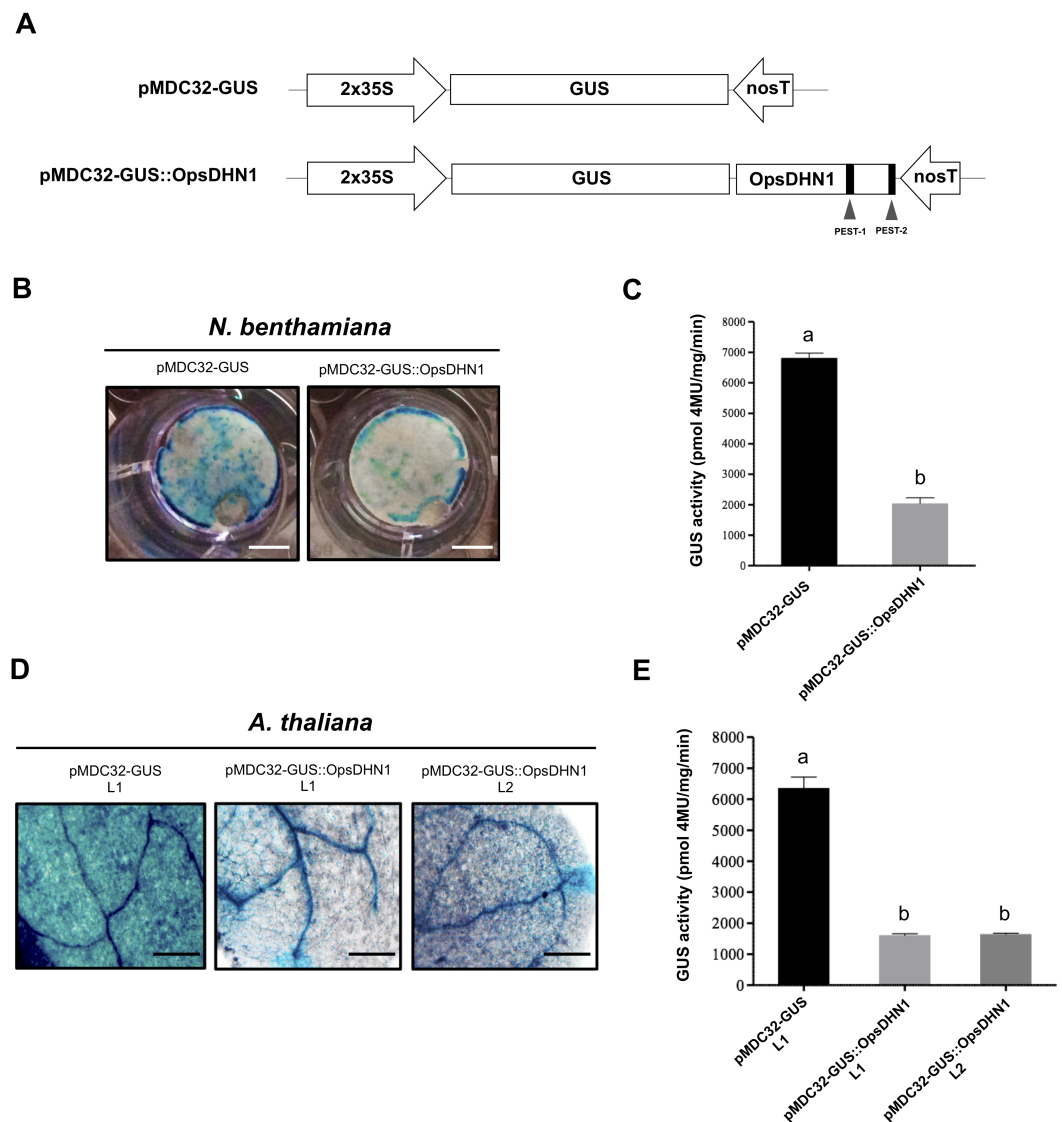 A
pMDC32-GUS
2x35S
GUS
nosT
pMDC32-GUS::OpsDHN1
2x35S
GUS
OpsDHN1
nosT
PEST-1
PEST-2
B
N. benthamiana
pMDC32-GUS
pMDC32-GUS::OpsDHN1
C
GUS activity (pmol 4MU/mg/min)
8000
7000
6000
5000
4000
3000
2000
1000
0
a
b
pMDC32-GUS
pMDC32-GUS::OpsDHN1
D
A. thaliana
pMDC32-GUS
L1
pMDC32-GUS::OpsDHN1
L1
pMDC32-GUS::OpsDHN1
L2
E
GUS activity (pmol 4MU/mg/min)
8000
7000
6000
5000
4000
3000
2000
1000
0
a
b
b
pMDC32-GUS
L1
pMDC32-GUS::OpsDHN1
L1
pMDC32-GUS::OpsDHN1
L2